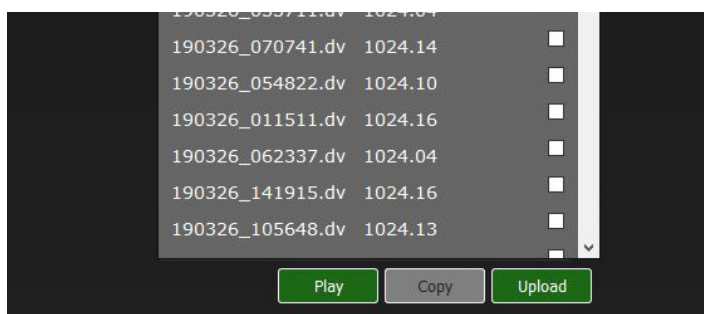 190326_070741.dv 1024.14
190326_054822.dv 1024.10
190326_011511.dv 1024.16
190326_062337.dv 1024.04
190326_141915.dv 1024.16
190326_105648.dv 1024.13
Play Copy Upload